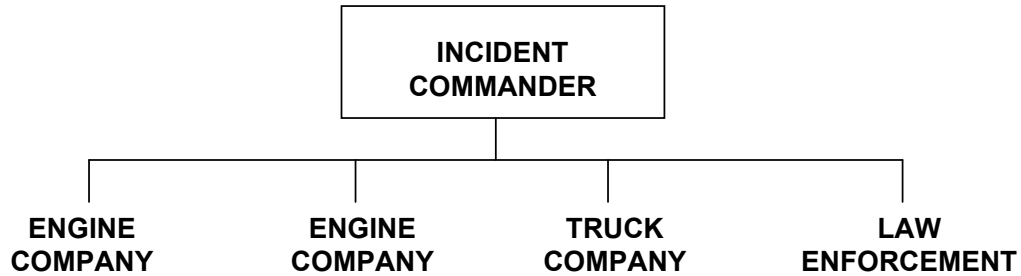 INCIDENT
COMMANDER
ENGINE
COMPANY
ENGINE
COMPANY
TRUCK
COMPANY
LAW
ENFORCEMENT